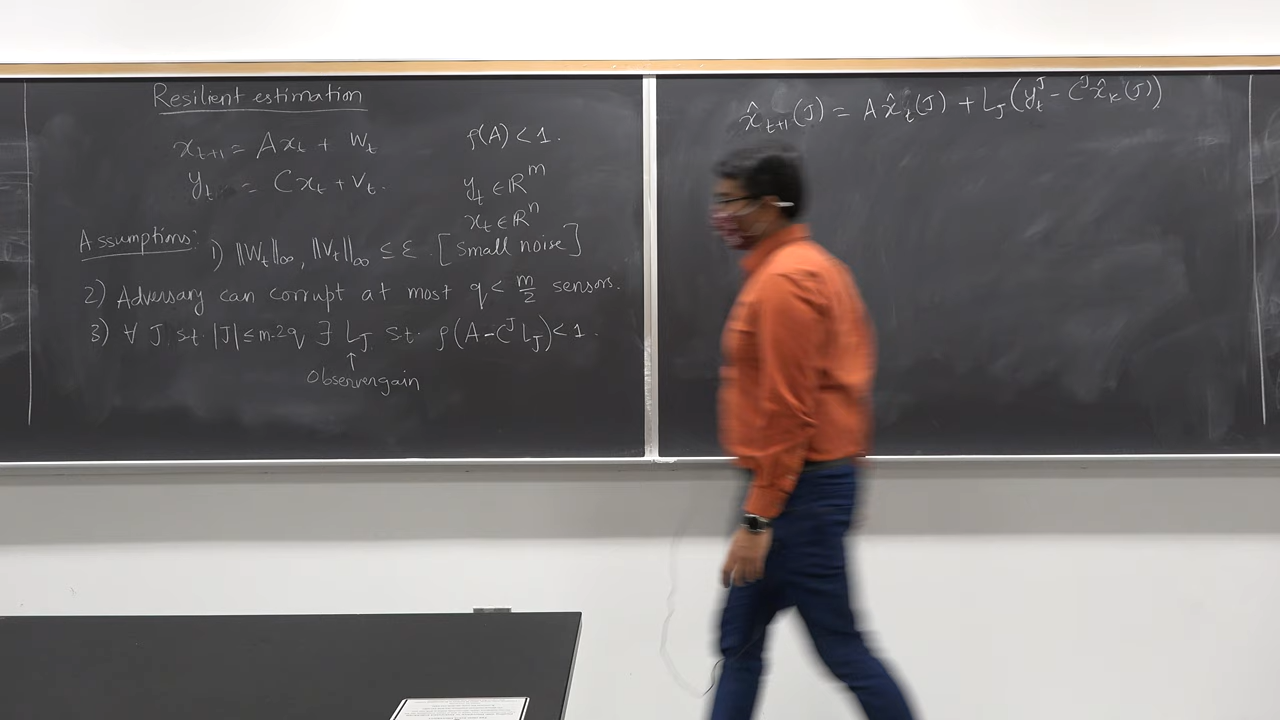 Resilient estimation
x_{t+1} = Ax_t + W_t     ρ(A) < 1.
y_t = Cx_t + V_t.     y_t ∈ ℝ^m
x_t ∈ ℝ^n
Assumptions: 1) ||W_t||_∞, ||V_t||_∞ ≤ ε. [small noise]
2) Adversary can corrupt at most q < m/2 sensors.
3) ∀ J s.t. |J| ≤ m-2q ∃ L_J s.t. ρ(A - C^J L_J) < 1.
↑
Observer gain
x̂_{t+1}(J) = A x̂_t(J) + L_J (y_t^J - C^J x̂_k(J))